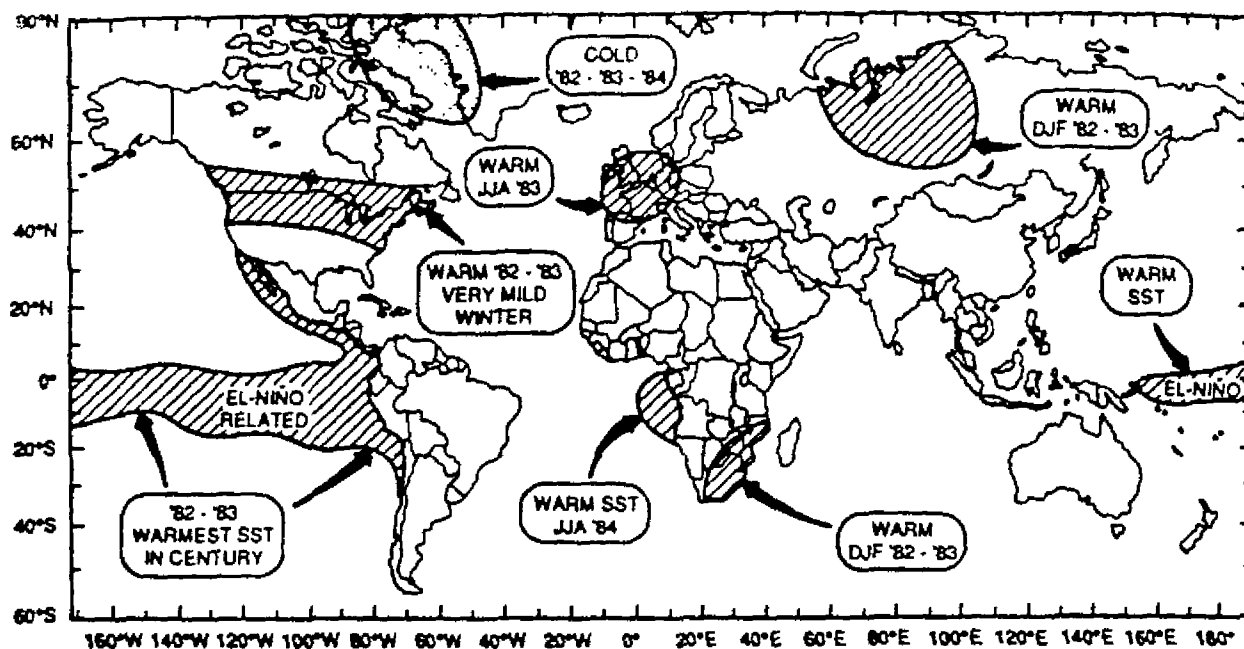 90°N
COLD
'82 - '83 - '84
WARM
DJF '82 - '83
60°N
WARM
JJA '83
40°N
WARM '82 - '83
VERY MILD
WINTER
WARM
SST
20°N
0°
EL-NIÑO
RELATED
EL-NIÑO
20°S
'82 - '83
WARMEST SST
IN CENTURY
WARM SST
JJA '84
WARM
DJF '82 - '83
40°S
60°S
160°W 140°W 120°W 100°W 80°W 60°W 40°W 20°W 0° 20°E 40°E 60°E 80°E 100°E 120°E 140°E 160°E 180°